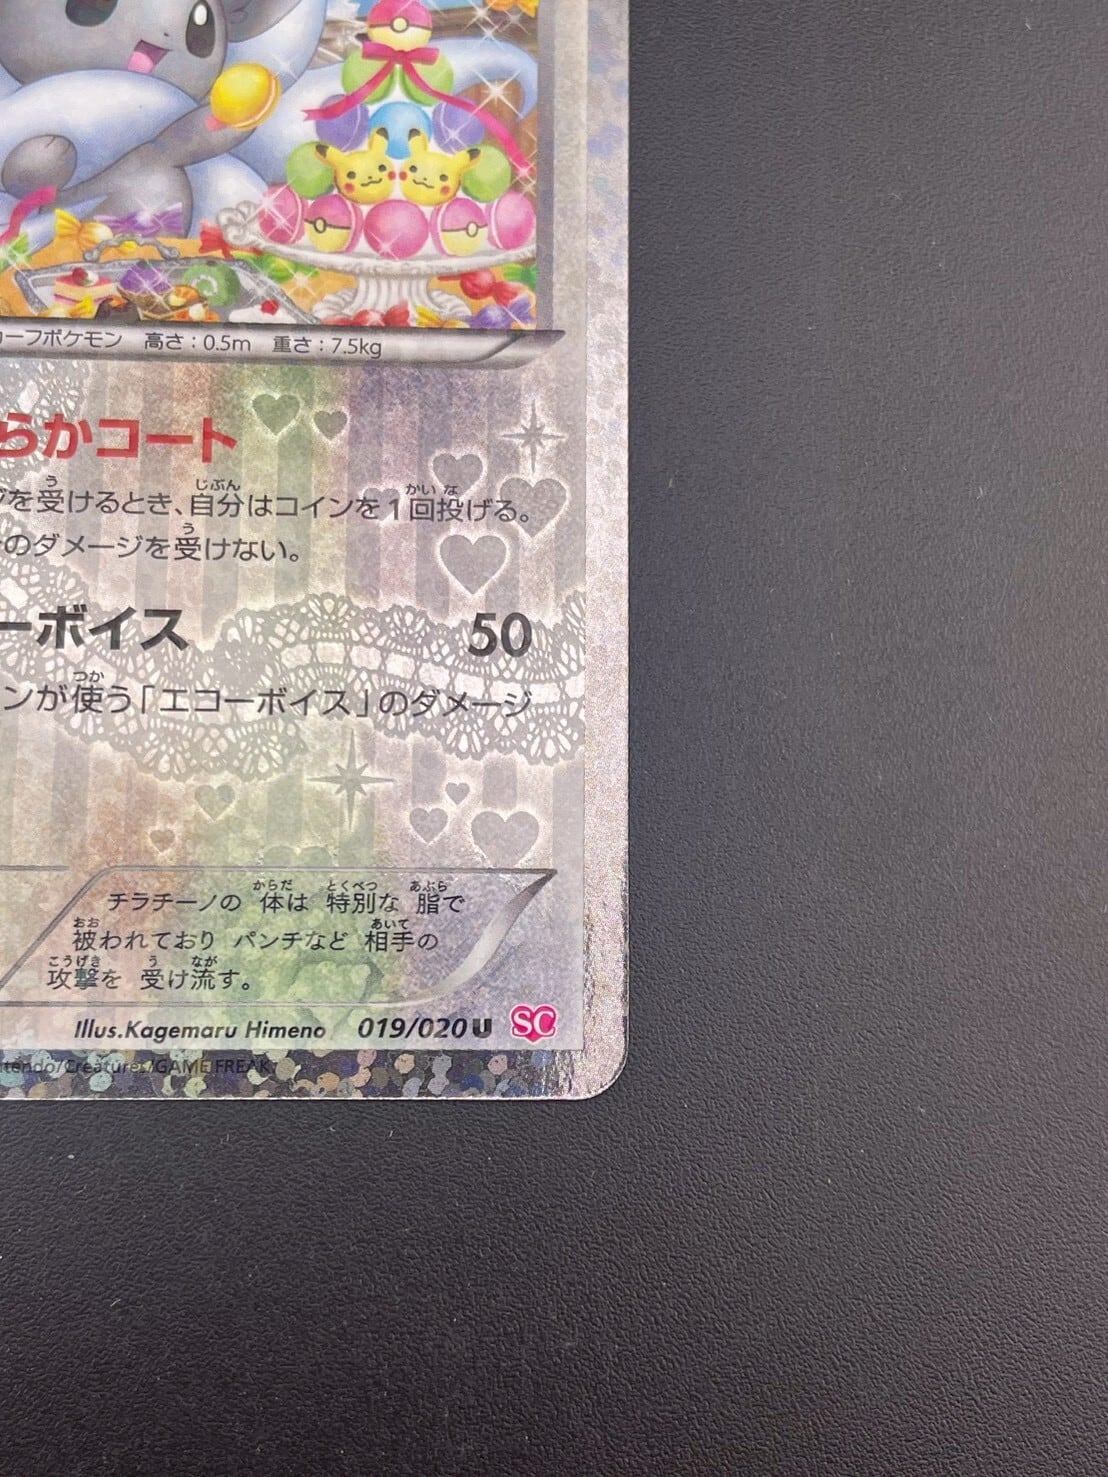 ーフポケモン 高さ：0.5m 重さ：7.5kg
らかコート
を受けるとき、自分はコインを1回投げる。
のダメージを受けない。
ーボイス 50
ンが使う「エコーボイス」のダメージ
チラチーノの 体は 特別な 脂で
被われており パンチなど 相手の
攻撃を 受け流す。
Illus.Kagemaru Himeno 019/020 U SC
tendo/Creatures/GAME FREAK